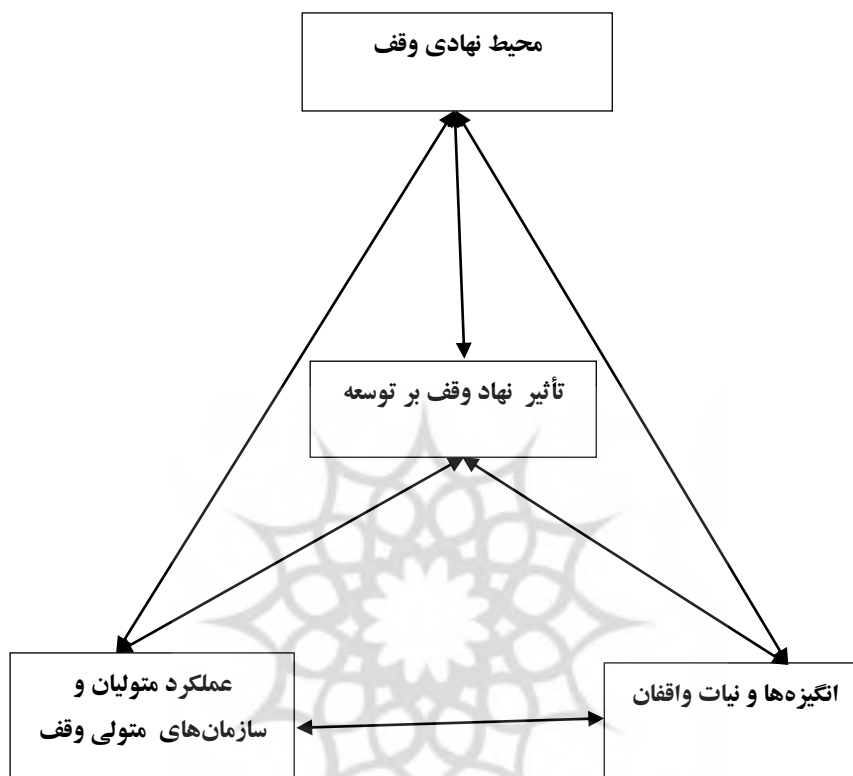 محیط نهادی وقف
تأثیر نهاد وقف بر توسعه
انگیزه‌ها و نیات واقفان
عملکرد متولیان و
سازمان‌های متولی وقف